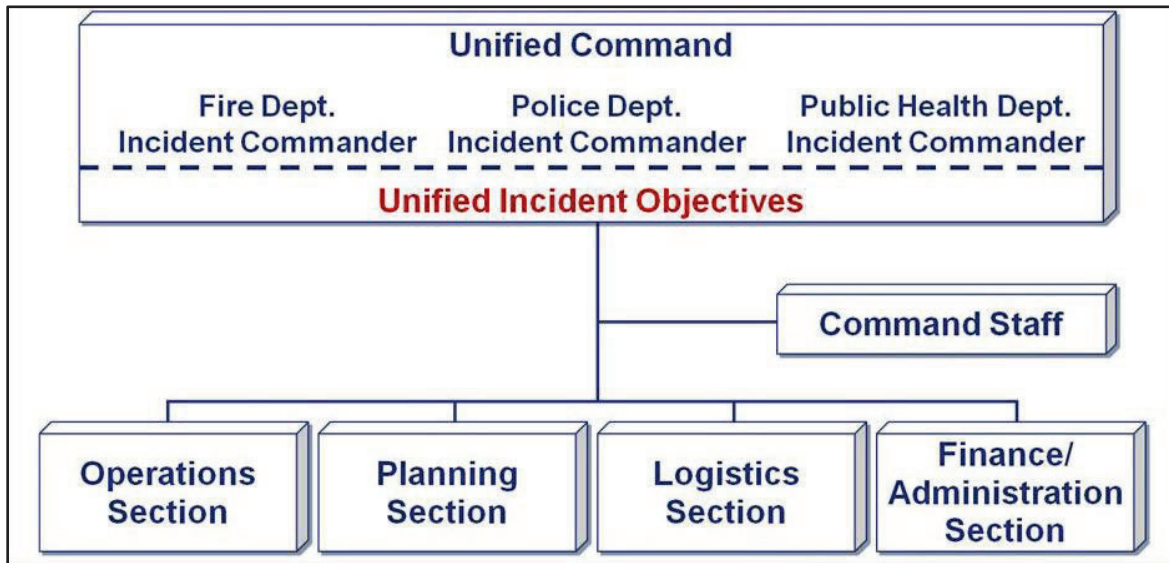 Unified Command
Fire Dept.
Incident Commander
Police Dept.
Incident Commander
Public Health Dept.
Incident Commander
Unified Incident Objectives
Command Staff
Operations
Section
Planning
Section
Logistics
Section
Finance/
Administration
Section